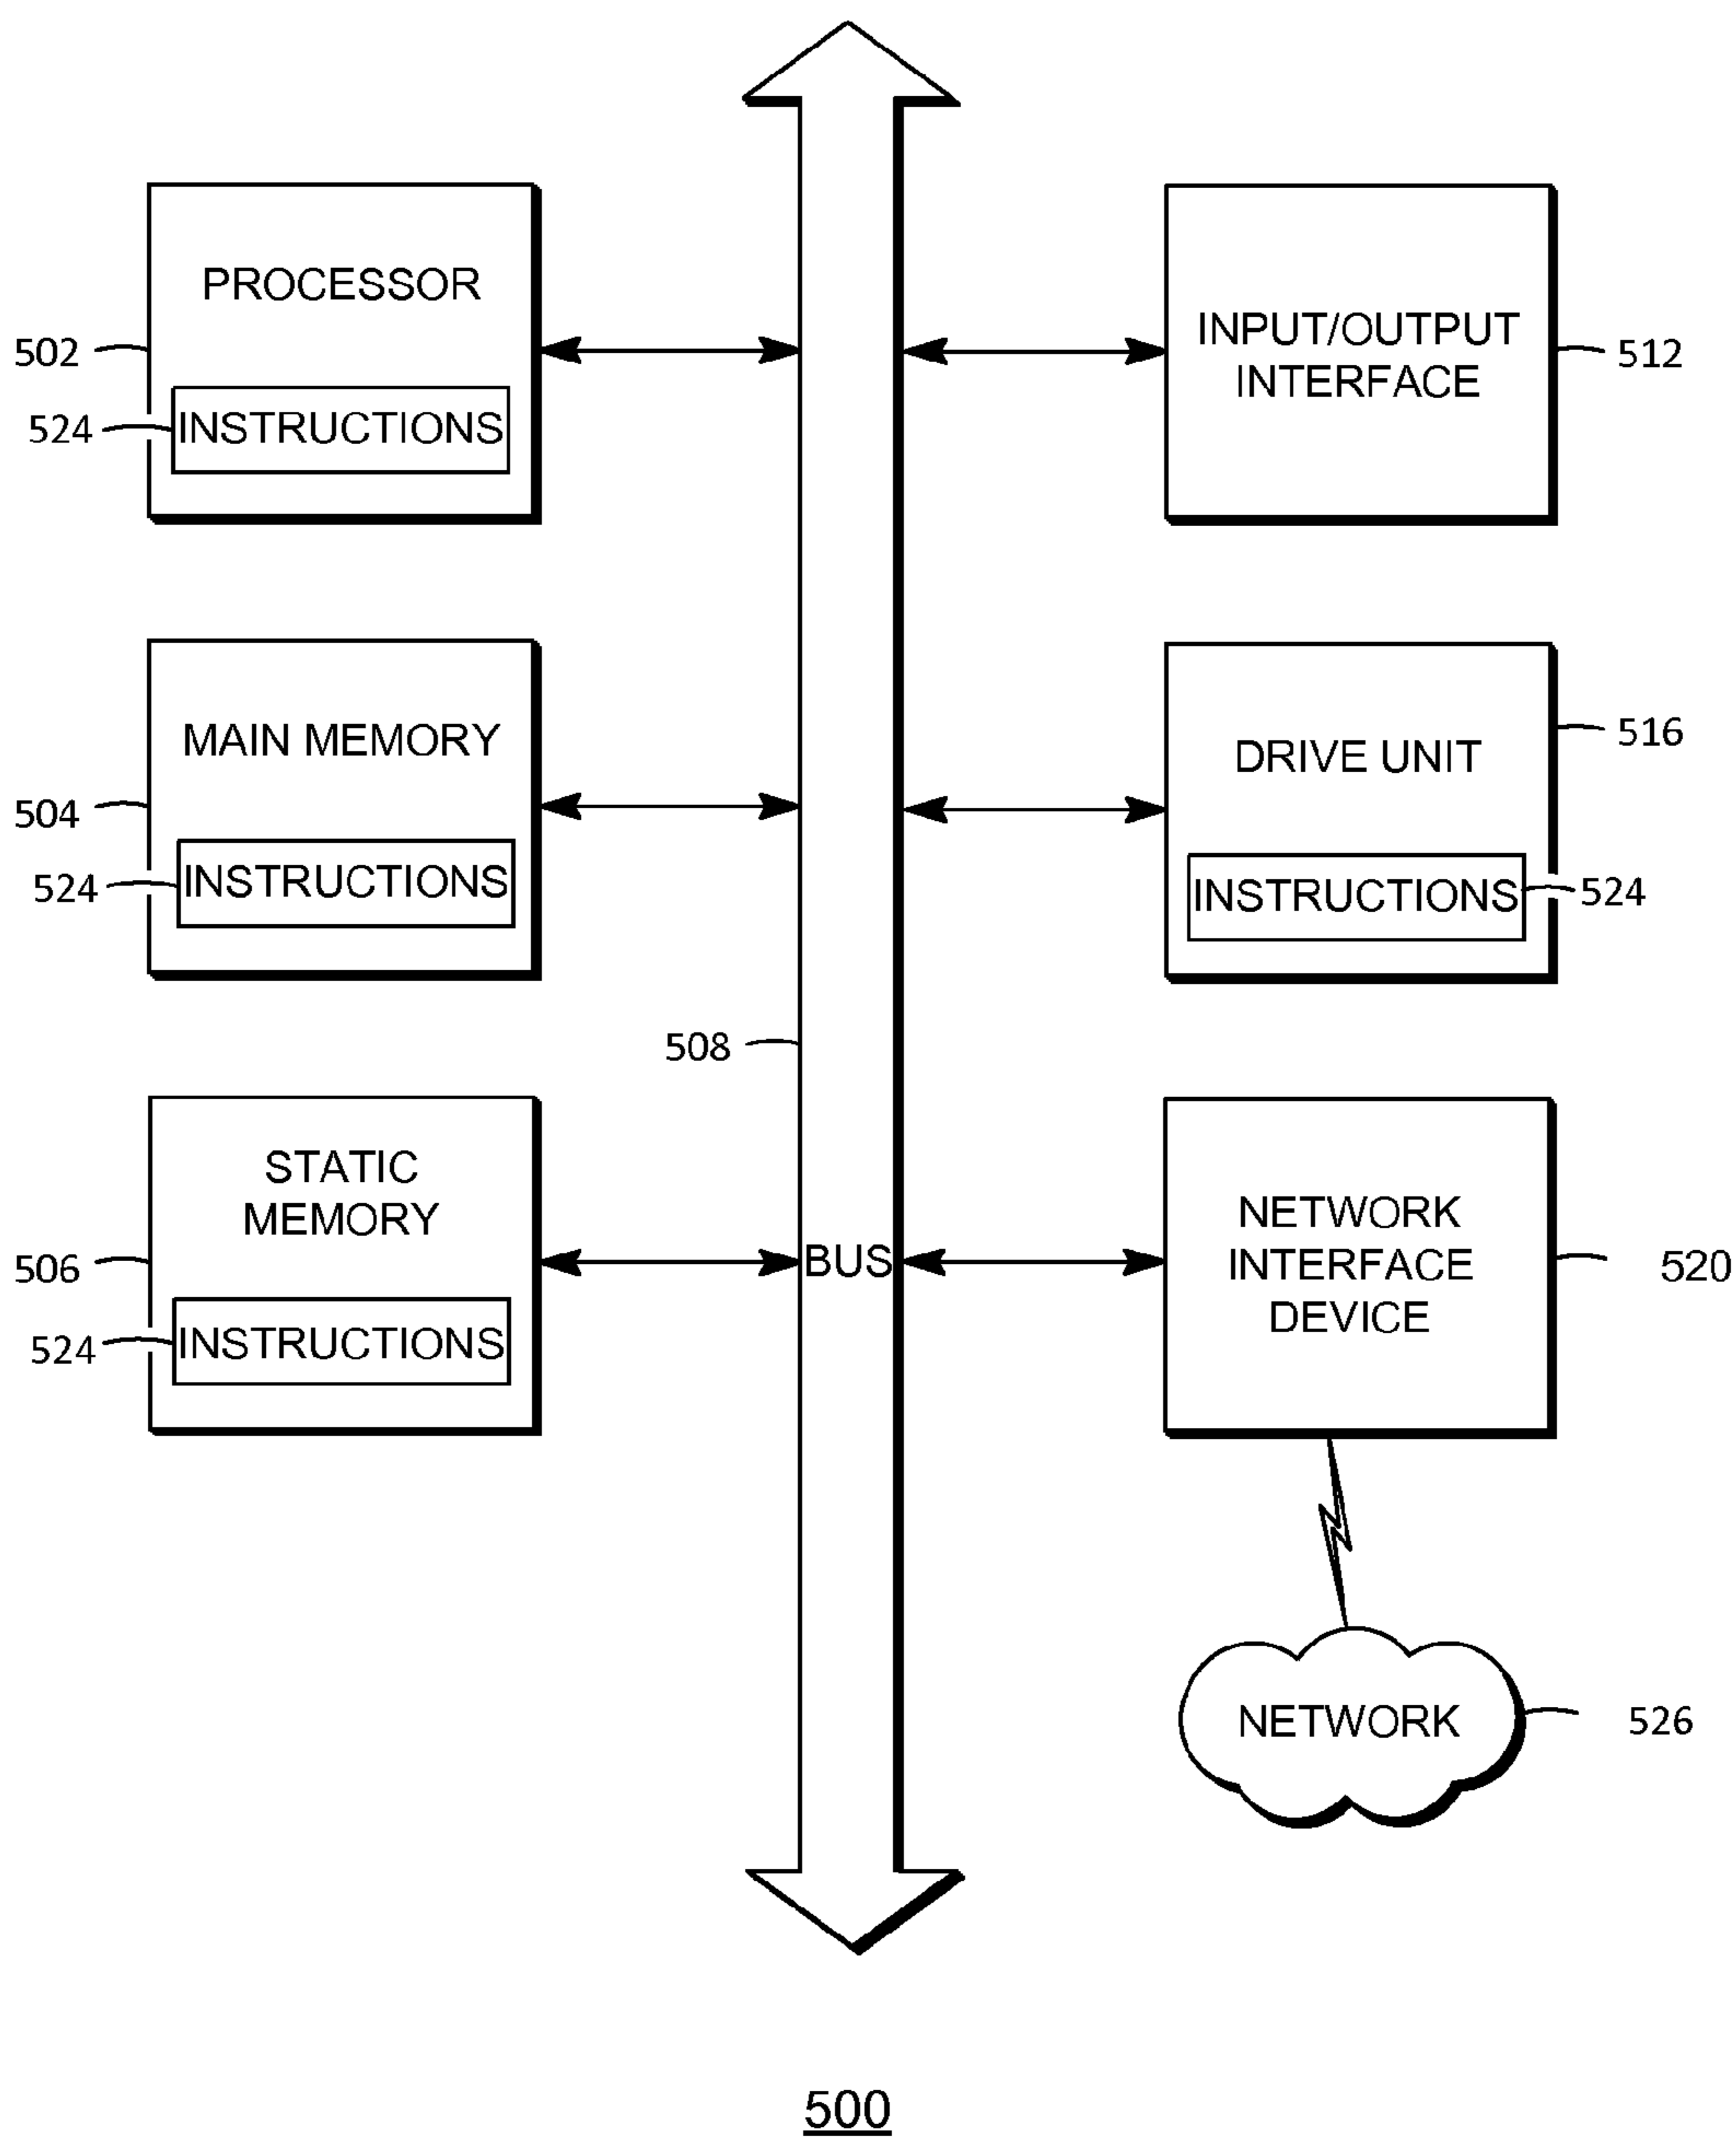 PROCESSOR
502
524
INSTRUCTIONS
INPUT/OUTPUT
INTERFACE
512
MAIN MEMORY
504
524
INSTRUCTIONS
DRIVE UNIT
516
INSTRUCTIONS
524
508
STATIC
MEMORY
506
524
INSTRUCTIONS
BUS
NETWORK
INTERFACE
DEVICE
520
NETWORK
526
500